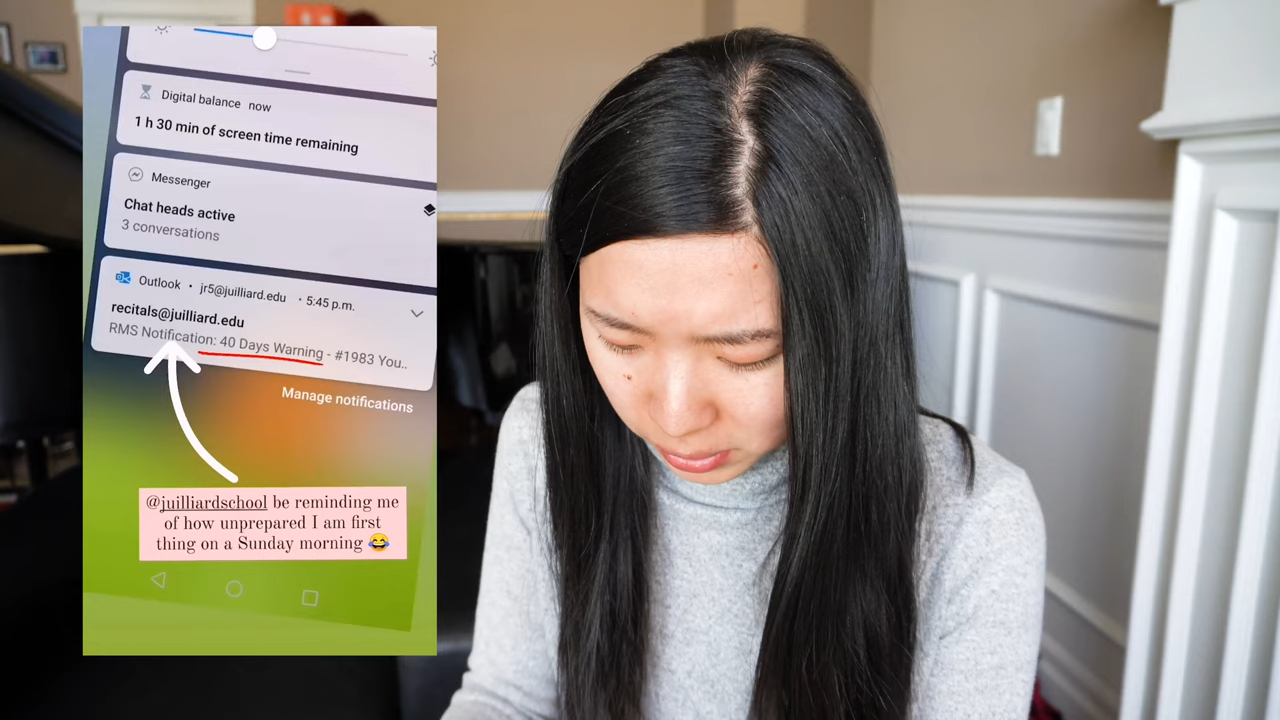 Digital balance now
1 h 30 min of screen time remaining
Messenger
Chat heads active
3 conversations
Outlook • jr5@juilliard.edu • 5:45 p.m.
recitals@juilliard.edu
RMS Notification: 40 Days Warning - #1983 You..
Manage notifications
@juilliardschool be reminding me
of how unprepared I am first
thing on a Sunday morning 😂